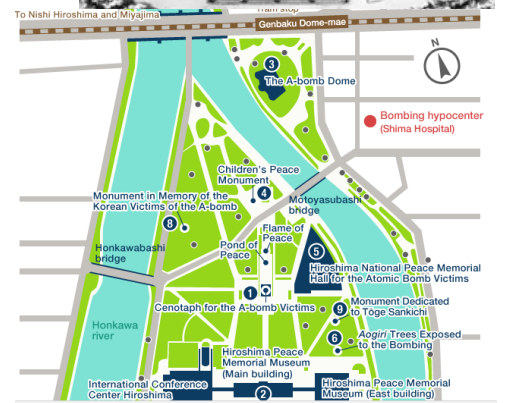 To Nishi Hiroshima and Miyajima
Tram stop
Genbaku Dome-mae
N
3
The A-bomb Dome
Bombing hypocenter
(Shima Hospital)
Children's Peace
Monument
4
Monument in Memory of the
Korean Victims of the A-bomb
8
Motoyasubashi
bridge
Flame of
Peace
Pond of
Peace
Honkawabashi
bridge
5
Hiroshima National Peace Memorial
Hall for the Atomic Bomb Victims
1
Cenotaph for the A-bomb Victims
9
Monument Dedicated
to Tōge Sankichi
Honkawa
river
6
Aogiri Trees Exposed
to the Bombing
Hiroshima Peace
Memorial Museum
(Main building)
International Conference
Center Hiroshima
2
Hiroshima Peace Memorial
Museum (East building)